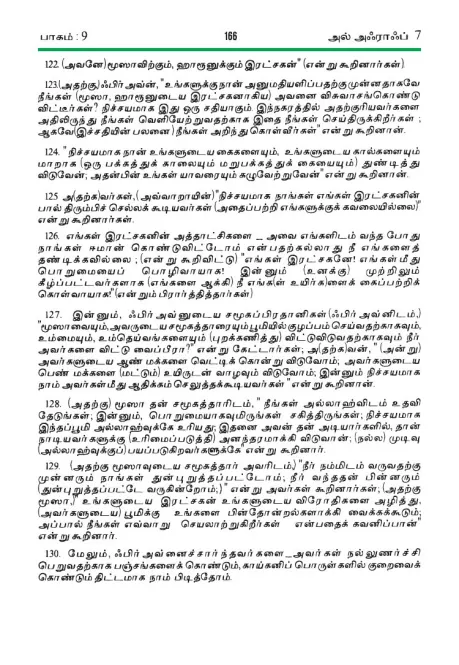 பாகம் : 9 166 அல் அஃராஃப் 7
122. (அவனே) மூஸாவிற்கும், ஹாரூனுக்கும் இரட்சகன்" (என்று கூறினார்கள்).
123.(அதற்கு) ஃபிர்அவ்ன், "உங்களுக்கு நான் அனுமதியளிப்பதற்கு முன்னதாகவே
நீங்கள் (மூஸா, ஹாரூனுடைய இரட்சகனாகிய) அவனை விசுவாசங்கொண்டு
விட்டீர்கள்? நிச்சயமாக இது ஒரு சதியாகும். இந்நகரத்தில் அதற்குரியவர்களை
அதிலிருந்து நீங்கள் வெளியேற்றுவதற்காக இதை நீங்கள் செய்திருக்கிறீர்கள் ;
ஆகவே(இச்சதியின் பலனை) நீங்கள் அறிந்து கொள்வீர்கள்" என்று கூறினான்.
124. "நிச்சயமாக நான் உங்களுடைய கைகளையும், உங்களுடைய கால்களையும்
மாறாக (ஒரு பக்கத்துக் காலையும் மறுபக்கத்துக் கையையும்) துண்டித்து
விடுவேன்; அதன்பின் உங்கள் யாவரையும் கழுவேற்றுவேன்" என்று கூறினான்.
125 அ(தற்க)வர்கள், (அவ்வாறாயின்) "நிச்சயமாக நாங்கள் எங்கள் இரட்சகனின்
பால் திரும்பிச் செல்லக் கூடியவர்கள் (அதைப்பற்றி எங்களுக்குக் கவலையில்லை)"
என்று கூறினார்கள்.
126. எங்கள் இரட்சகனின் அத்தாட்சிகளை _ அவை எங்களிடம் வந்த போது
நாங்கள் ஈமான் கொண்டுவிட்டோம் என்பதற்கல்லாது நீ எங்களைத்
தண்டிக்கவில்லை ; (என்று கூறிவிட்டு) "எங்கள் இரட்சகனே! எங்கள் மீது
பொறுமையைப் பொழிவாயாக! இன்னும் (உனக்கு) முற்றிலும்
கீழ்ப்பட்டவர்களாக (எங்களை ஆக்கி) நீ எங்க(ள் உயிர்க)ளைக் கைப்பற்றிக்
கொள்வாயாக!"(என்றும் பிரார்த்தித்தார்கள்)
127. இன்னும், ஃபிர்அவ்னுடைய சமூகப்பிரதானிகள் (ஃபிர்அவ்னிடம்,)
"மூஸாவையும், அவருடைய சமூகத்தாரையும் பூமியில் குழப்பம் செய்வதற்காகவும்,
உம்மையும், உம்தெய்வங்களையும் (புறக்கணித்து) விட்டுவிடுவதற்காகவும் நீர்
அவர்களை விட்டு வைப்பீரா?" என்று கேட்டார்கள்; அ(தற்கவ)ன், "(அன்று)
அவர்களுடைய ஆண் மக்களை வெட்டிக் கொன்று விடுவோம்; அவர்களுடைய
பெண் மக்களை (மட்டும்) உயிருடன் வாழவும் விடுவோம்; இன்னும் நிச்சயமாக
நாம் அவர்கள்மீது ஆதிக்கம் செலுத்தக்கூடியவர்கள்" என்று கூறினான்.
128. (அதற்கு) மூஸா தன் சமூகத்தாரிடம், "நீங்கள் அல்லாஹ்விடம் உதவி
தேடுங்கள்; இன்னும், பொறுமையாகவுமிருங்கள் சகித்திருங்கள்; நிச்சயமாக
இந்தப்பூமி அல்லாஹ்வுக்கே உரியது; இதனை அவன் தன் அடியார்களில், தான்
நாடியவர்களுக்கு (உரிமைப்படுத்தி) அனந்தரமாக்கி விடுவான்; (நல்ல) முடிவு
(அல்லாஹ்வுக்குப்) பயப்படுகிறவர்களுக்கே" என்று கூறினார்.
129. (அதற்கு மூஸாவுடைய சமூகத்தார் அவரிடம்,) "நீர் நம்மிடம் வருவதற்கு
முன்னரும் நாங்கள் துன்புறுத்தப்பட்டோம்; நீர் வந்ததன் பின்னரும்
(துன்புறுத்தப்பட்டே வருகின்றோம்;)" என்று அவர்கள் கூறினார்கள்; (அதற்கு
மூஸா,)" உங்களுடைய இரட்சகன் உங்களுடைய விரோதிகளை அழித்து,
(அவர்களுடைய) பூமிக்கு உங்களை பின்தோன்றல்களாக்கி வைக்கக்கூடும்;
அப்பால் நீங்கள் எவ்வாறு செயலாற்றுகிறீர்கள் என்பதைக் கவனிப்பான்"
என்று கூறினார்.
130. மேலும், ஃபிர்அவ்னைச் சார்ந்தவர்களை _அவர்கள் நல்லுணர்ச்சி
பெறுவதற்காக பஞ்சங்களைக் கொண்டும், காய்கனிப் பொருள்களில் குறைவைக்
கொண்டும் திட்டமாக நாம் பிடித்தோம்.